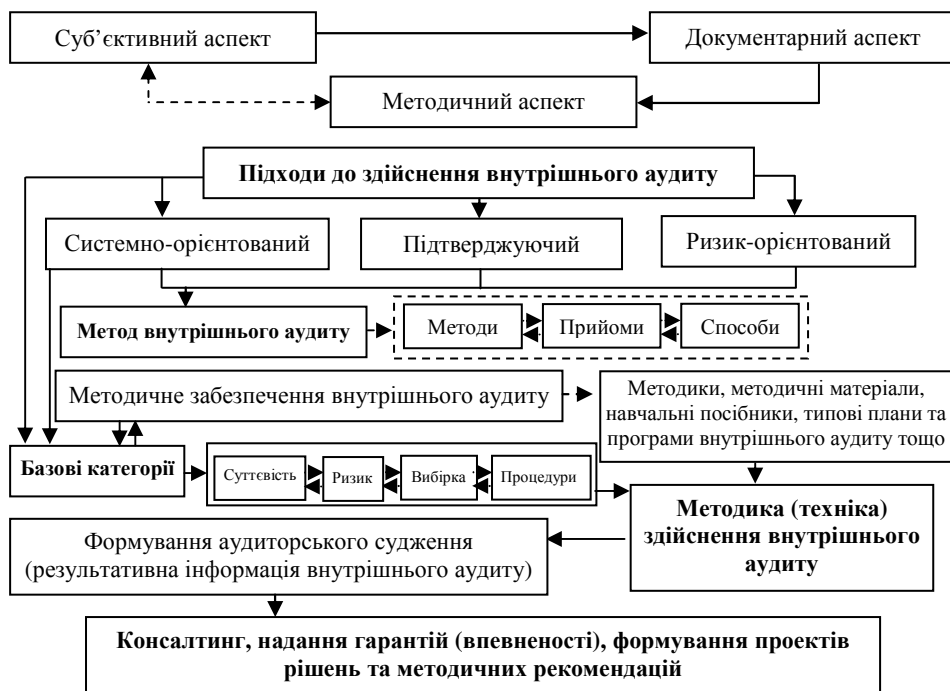 Суб’єктивний аспект
Документарний аспект
Методичний аспект
Підходи до здійснення внутрішнього аудиту
Системно-орієнтований
Підтверджуючий
Ризик-орієнтований
Метод внутрішнього аудиту
Методи
Прийоми
Способи
Методичне забезпечення внутрішнього аудиту
Методики, методичні матеріали,
навчальні посібники, типові плани та
програми внутрішнього аудиту тощо
Базові категорії
Суттєвість
Ризик
Вибірка
Процедури
Методика (техніка)
здійснення внутрішнього
аудиту
Формування аудиторського судження
(результативна інформація внутрішнього аудиту)
Консалтинг, надання гарантій (впевненості), формування проектів
рішень та методичних рекомендацій